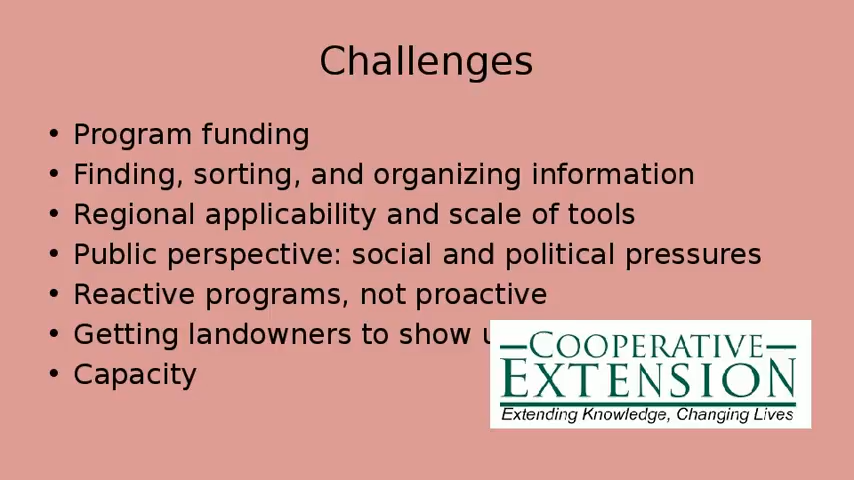 Challenges
• Program funding
• Finding, sorting, and organizing information
• Regional applicability and scale of tools
• Public perspective: social and political pressures
• Reactive programs, not proactive
• Getting landowners to show
• Capacity
COOPERATIVE
EXTENSION
Extending Knowledge, Changing Lives